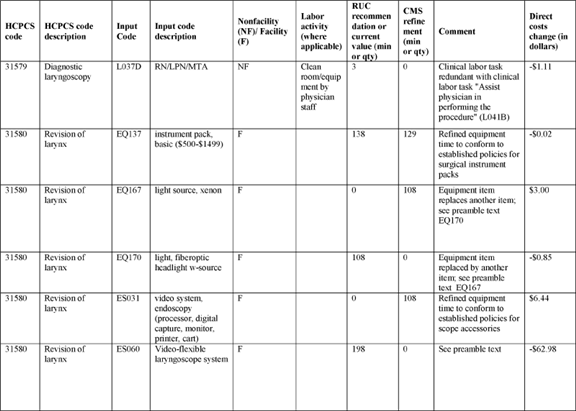 HCPCS code
HCPCS code description
Input Code
Input code description
Nonfacility (NF)/ Facility (F)
Labor activity (where applicable)
RUC recommen dation or current value (min or qty)
CMS refine ment (min or qty)
Comment
Direct costs change (in dollars)
31579
Diagnostic laryngoscopy
L037D
RN/LPN/MTA
NF
Clean room/equip ment by physician staff
3
0
Clinical labor task redundant with clinical labor task "Assist physician in performing the procedure" (L041B)
-$1.11
31580
Revision of larynx
EQ137
instrument pack, basic ($500-$1499)
F
138
129
Refined equipment time to conform to established policies for surgical instrument packs
-$0.02
31580
Revision of larynx
EQ167
light source, xenon
F
0
108
Equipment item replaces another item; see preamble text EQ170
$3.00
31580
Revision of larynx
EQ170
light, fiberoptic headlight w-source
F
108
0
Equipment item replaced by another item; see preamble text EQ167
-$0.85
31580
Revision of larynx
ES031
video system, endoscopy (processor, digital capture, monitor, printer, cart)
F
0
108
Refined equipment time to conform to established policies for scope accessories
$6.44
31580
Revision of larynx
ES060
Video-flexible laryngoscope system
F
198
0
See preamble text
-$62.98